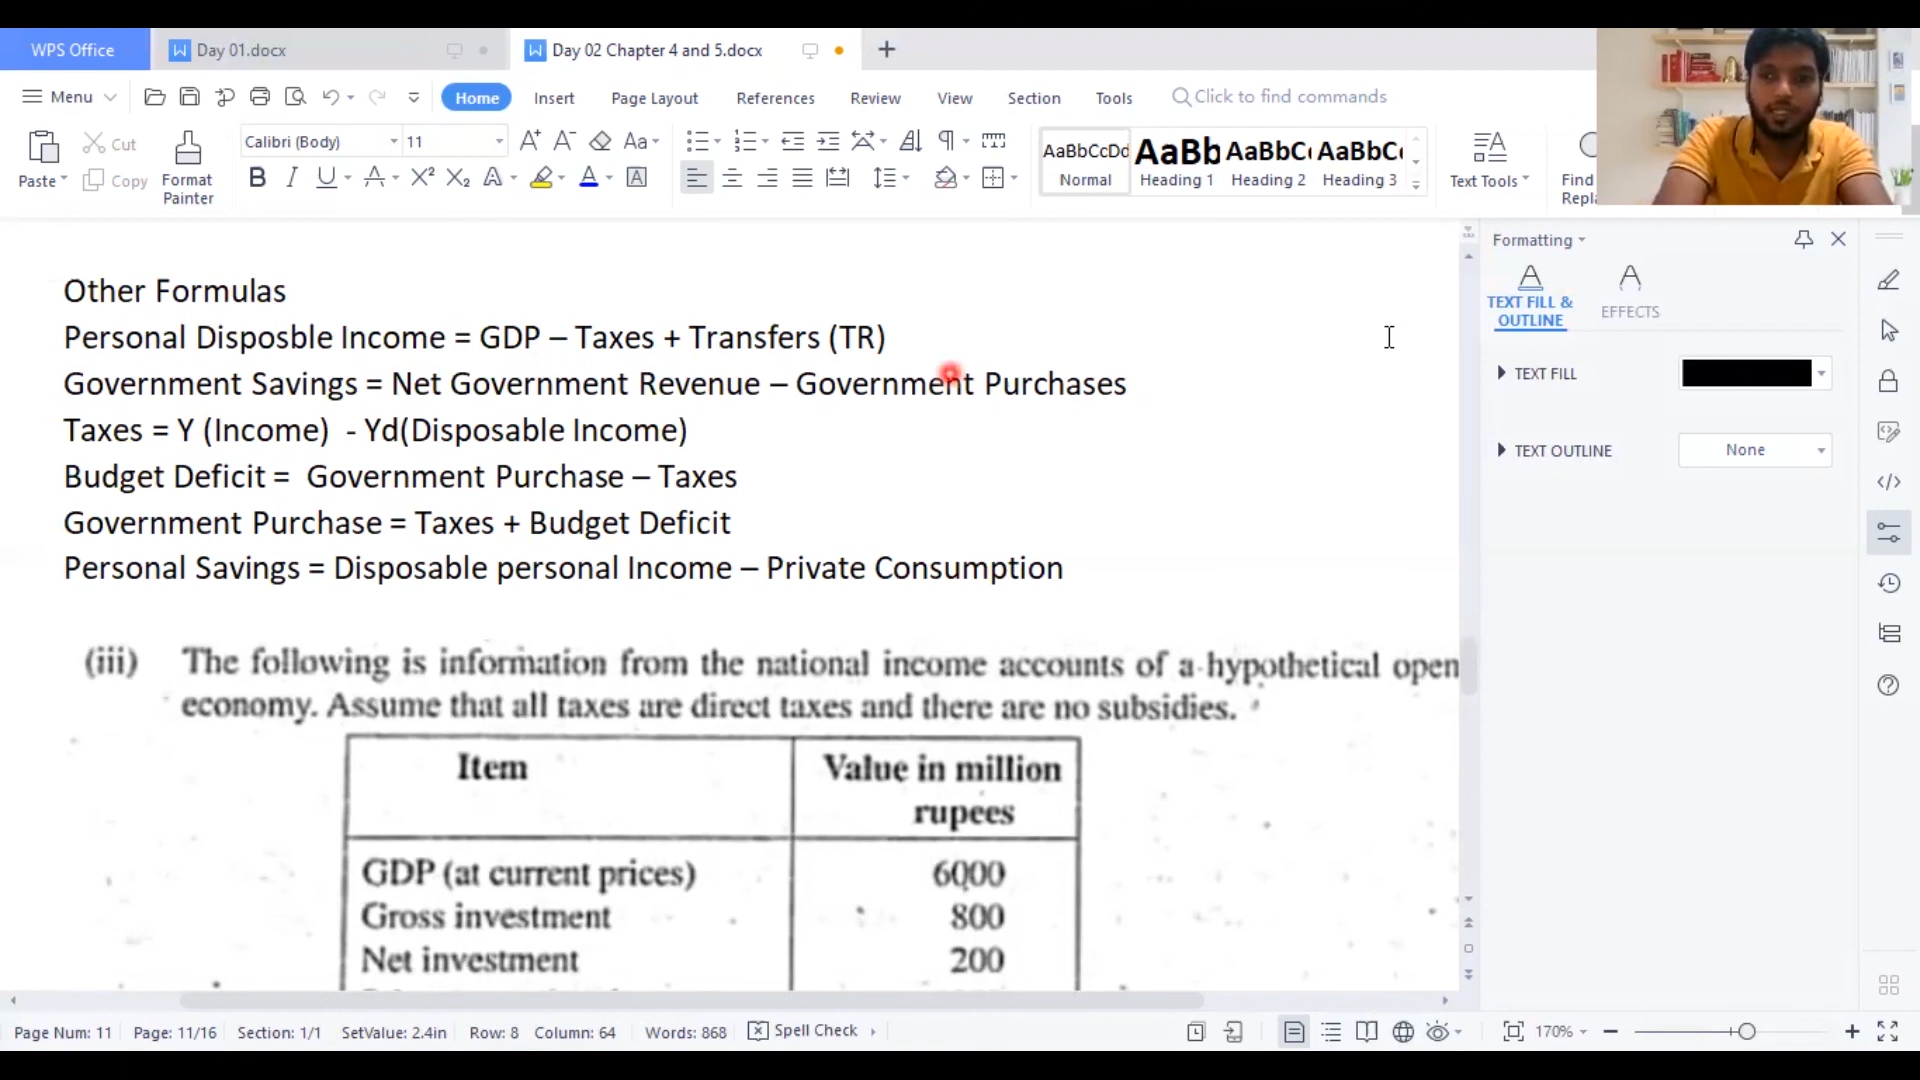 WPS Office
Day 01.docx
Day 02 Chapter 4 and 5.docx
Menu
Home
Insert
Page Layout
References
Review
View
Section
Tools
Click to find commands
Paste
Cut
Copy
Format
Painter
Calibri (Body)
11
AaBbCcDd
Normal
AaBb
Heading 1
AaBbC
Heading 2
AaBbC
Heading 3
Text Tools
Find
Repla
Formatting
TEXT FILL &
OUTLINE
EFFECTS
TEXT FILL
TEXT OUTLINE
None
Other Formulas
Personal Disposble Income = GDP – Taxes + Transfers (TR)
Government Savings = Net Government Revenue – Government Purchases
Taxes = Y (Income)  - Yd(Disposable Income)
Budget Deficit =  Government Purchase – Taxes
Government Purchase = Taxes + Budget Deficit
Personal Savings = Disposable personal Income – Private Consumption
(iii) The following is information from the national income accounts of a hypothetical open
economy. Assume that all taxes are direct taxes and there are no subsidies.
Item Value in million
rupees
GDP (at current prices) 6000
Gross investment 800
Net investment 200
Page Num: 11
Page: 11/16
Section: 1/1
SetValue: 2.4in
Row: 8
Column: 64
Words: 868
Spell Check
170%